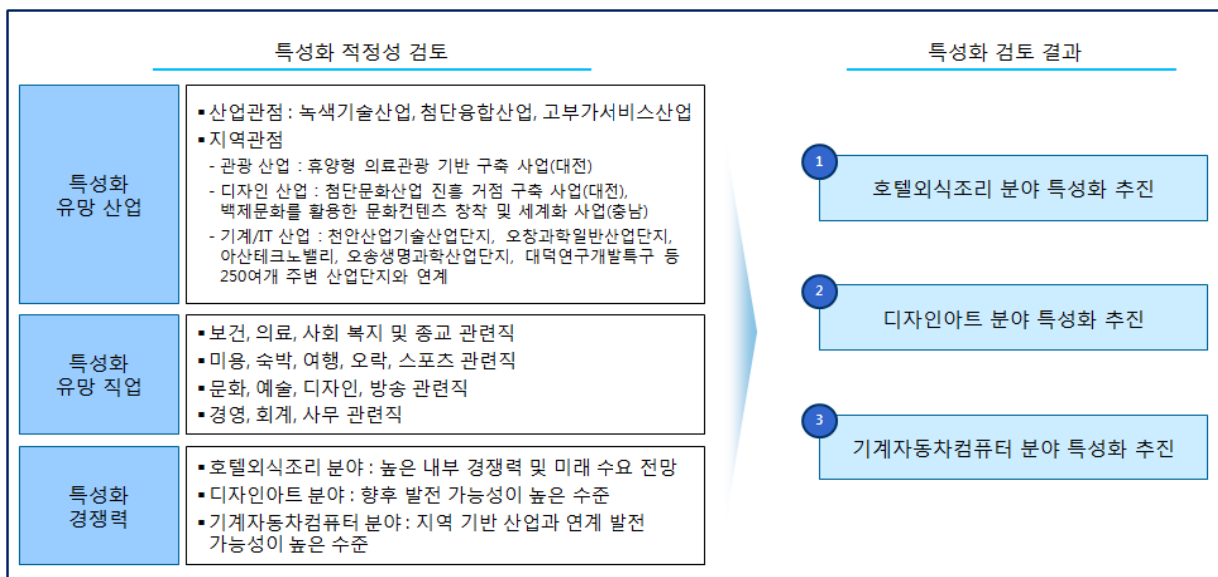 특성화 적정성 검토
특성화 검토 결과
특성화
유망 산업
▪ 산업관점 : 녹색기술산업, 첨단융합산업, 고부가서비스산업
▪ 지역관점
- 관광 산업 : 휴양형 의료관광 기반 구축 사업(대전)
- 디자인 산업 : 첨단문화산업 진흥 거점 구축 사업(대전),
백제문화를 활용한 문화컨텐츠 창착 및 세계화 사업(충남)
- 기계/IT 산업 : 천안산업기술산업단지, 오창과학일반산업단지,
아산테크노밸리, 오송생명과학산업단지, 대덕연구개발특구 등
250여개 주변 산업단지와 연계
특성화
유망 직업
▪ 보건, 의료, 사회 복지 및 종교 관련직
▪ 미용, 숙박, 여행, 오락, 스포츠 관련직
▪ 문화, 예술, 디자인, 방송 관련직
▪ 경영, 회계, 사무 관련직
특성화
경쟁력
▪ 호텔외식조리 분야 : 높은 내부 경쟁력 및 미래 수요 전망
▪ 디자인아트 분야 : 향후 발전 가능성이 높은 수준
▪ 기계자동차컴퓨터 분야 : 지역 기반 산업과 연계 발전
가능성이 높은 수준
1
호텔외식조리 분야 특성화 추진
2
디자인아트 분야 특성화 추진
3
기계자동차컴퓨터 분야 특성화 추진